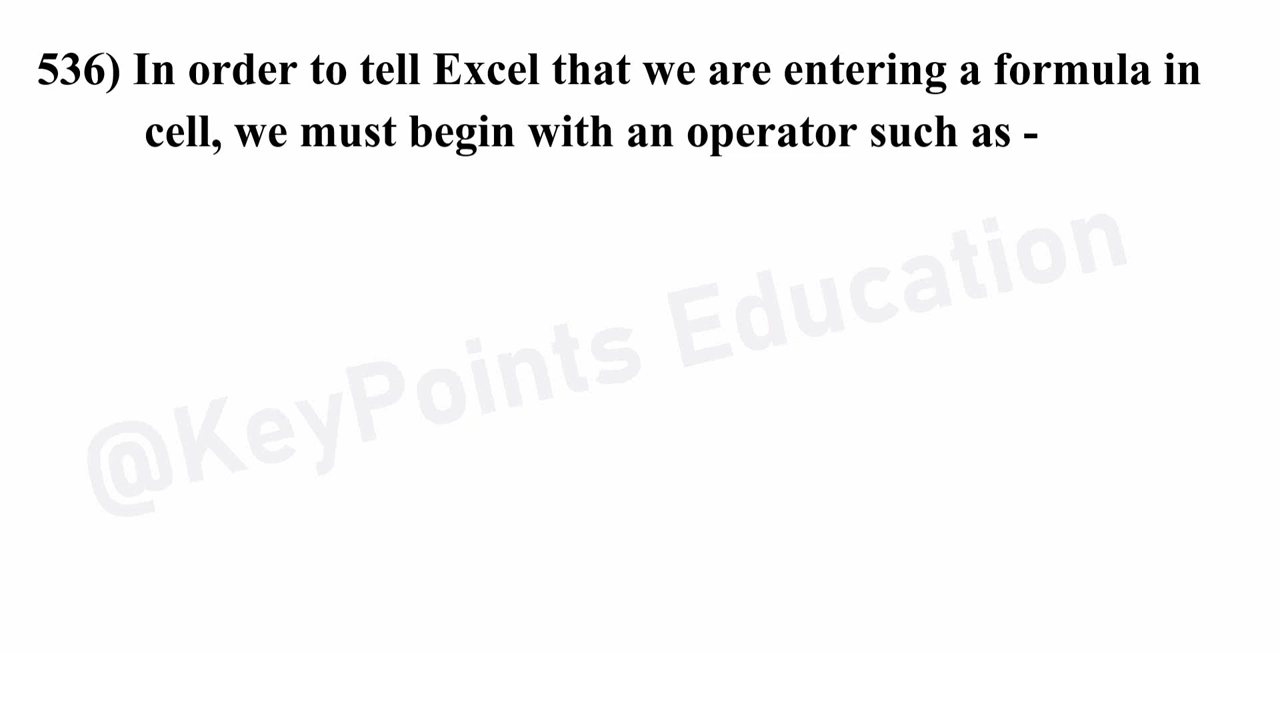 536) In order to tell Excel that we are entering a formula in
cell, we must begin with an operator such as -
@KeyPoints Education